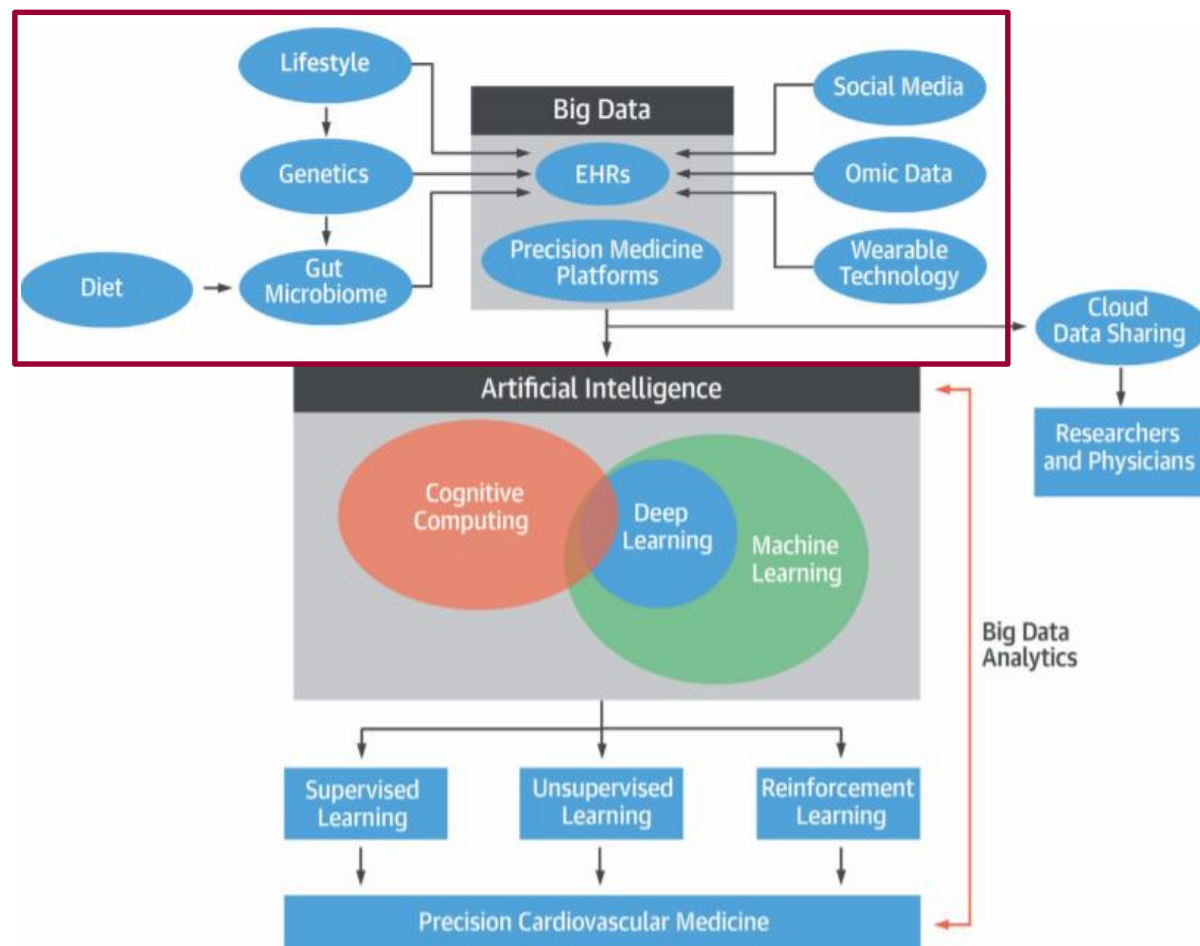 Lifestyle
Social Media
Big Data
Genetics
EHRs
Omic Data
Precision Medicine
Platforms
Diet
Gut
Microbiome
Wearable
Technology
Cloud
Data Sharing
Artificial Intelligence
Researchers
and Physicians
Cognitive
Computing
Deep
Learning
Machine
Learning
Big Data
Analytics
Supervised
Learning
Unsupervised
Learning
Reinforcement
Learning
Precision Cardiovascular Medicine